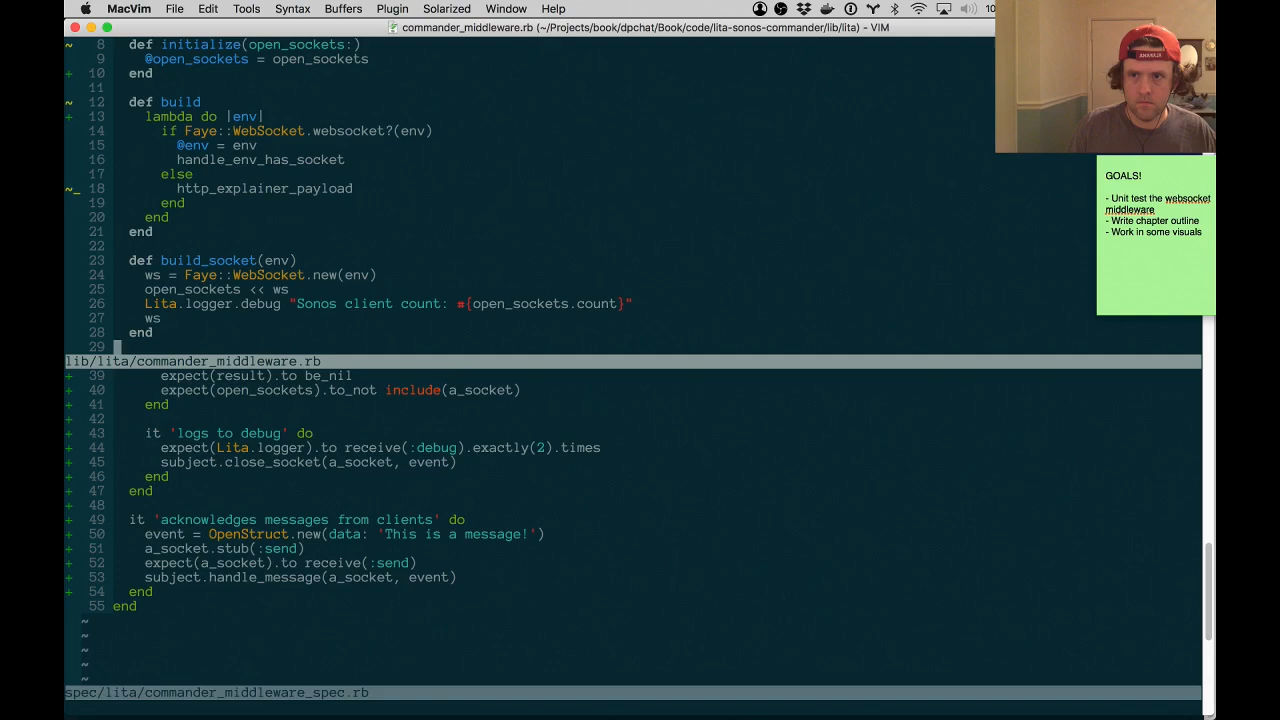 MacVim File Edit Tools Syntax Buffers Plugin Solarized Window Help 10
commander_middleware.rb (~/Projects/book/dpchat/Book/code/lita-sonos-commander/lib/lita) - VIM
~ 8 def initialize(open_sockets:)
9 @open_sockets = open_sockets
+ 10 end
11
~ 12 def build
+ 13 lambda do |env|
14 if Faye::WebSocket.websocket?(env)
15 @env = env
16 handle_env_has_socket
17 else
~_ 18 http_explainer_payload
19 end
20 end
21 end
22
23 def build_socket(env)
24 ws = Faye::WebSocket.new(env)
25 open_sockets << ws
26 Lita.logger.debug "Sonos client count: #{open_sockets.count}"
27 ws
28 end
29
lib/lita/commander_middleware.rb
+ 39 expect(result).to be_nil
+ 40 expect(open_sockets).to_not include(a_socket)
+ 41 end
+ 42
+ 43 it 'logs to debug' do
+ 44 expect(Lita.logger).to receive(:debug).exactly(2).times
+ 45 subject.close_socket(a_socket, event)
+ 46 end
+ 47 end
+ 48
+ 49 it 'acknowledges messages from clients' do
+ 50 event = OpenStruct.new(data: 'This is a message!')
+ 51 a_socket.stub(:send)
+ 52 expect(a_socket).to receive(:send)
+ 53 subject.handle_message(a_socket, event)
+ 54 end
55 end
~
~
~
~
~
spec/lita/commander_middleware_spec.rb
GOALS!
- Unit test the websocket
middleware
- Write chapter outline
- Work in some visuals